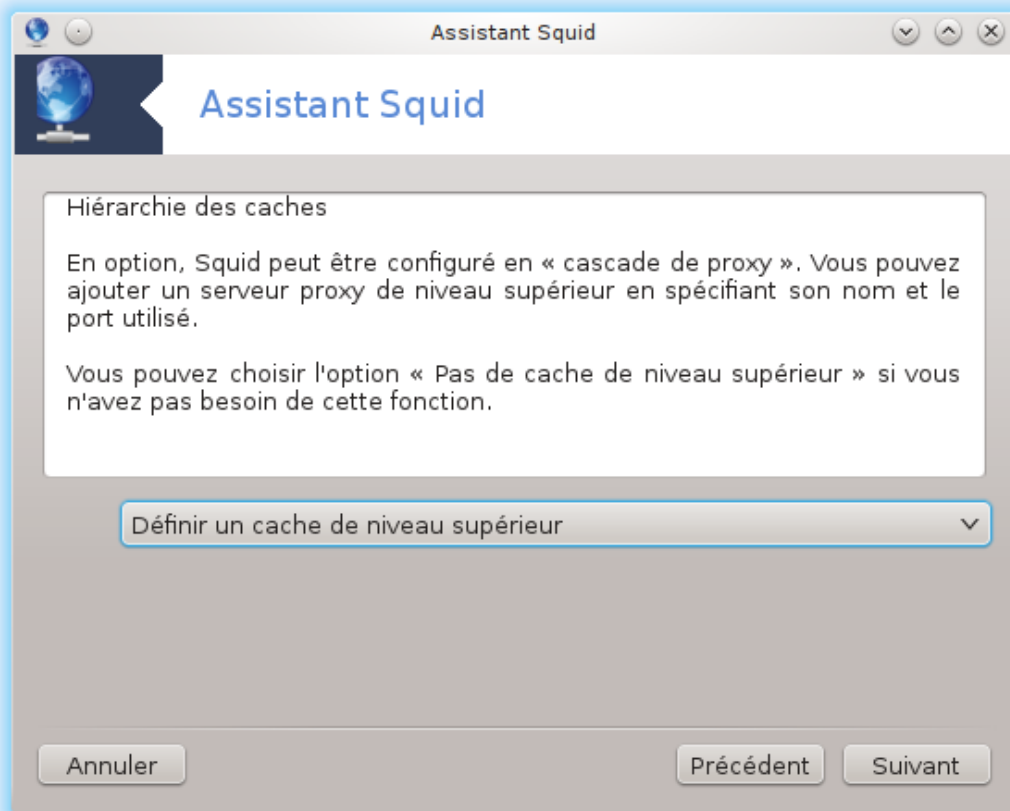 Assistant Squid
Assistant Squid
Hiérarchie des caches
En option, Squid peut être configuré en « cascade de proxy ». Vous pouvez
ajouter un serveur proxy de niveau supérieur en spécifiant son nom et le
port utilisé.
Vous pouvez choisir l'option « Pas de cache de niveau supérieur » si vous
n'avez pas besoin de cette fonction.
Définir un cache de niveau supérieur
Annuler
Précédent
Suivant